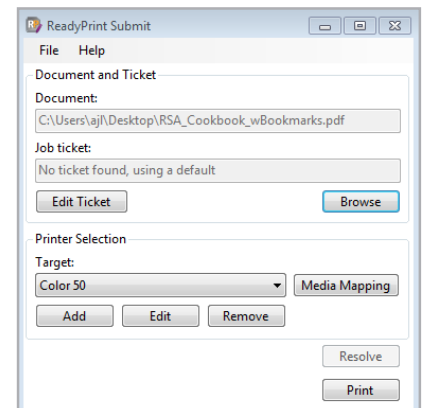 ReadyPrint Submit
File Help
Document and Ticket
Document:
C:\Users\ajl\Desktop\RSA_Cookbook_wBookmarks.pdf
Job ticket:
No ticket found, using a default
Edit Ticket Browse
Printer Selection
Target:
Color 50 Media Mapping
Add Edit Remove
Resolve
Print